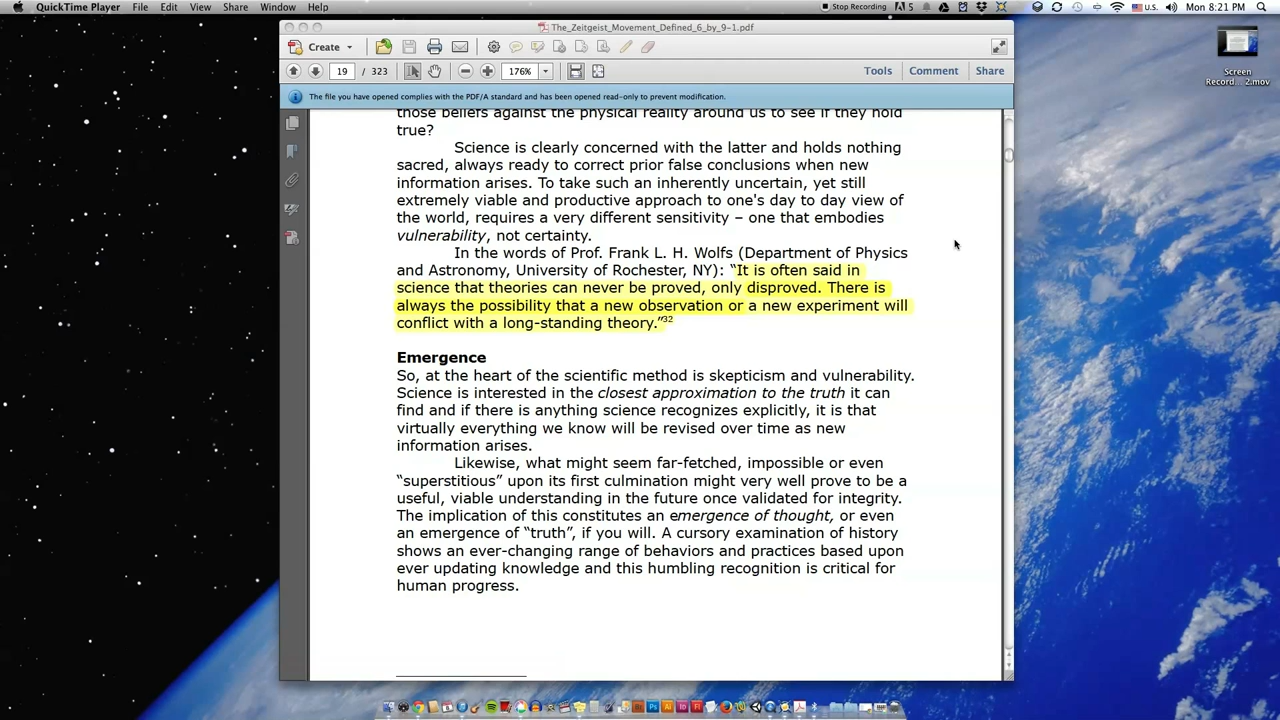 QuickTime Player File Edit View Share Window Help Stop Recording 5 U.S. Mon 8:21 PM
The_Zeitgeist_Movement_Defined_6_by_9-1.pdf
Create
19 / 323 176% Tools Comment Share
The file you have opened complies with the PDF/A standard and has been opened read-only to prevent modification.
those beliefs against the physical reality around us to see if they hold
true?
Science is clearly concerned with the latter and holds nothing
sacred, always ready to correct prior false conclusions when new
information arises. To take such an inherently uncertain, yet still
extremely viable and productive approach to one's day to day view of
the world, requires a very different sensitivity – one that embodies
vulnerability, not certainty.
In the words of Prof. Frank L. H. Wolfs (Department of Physics
and Astronomy, University of Rochester, NY): “It is often said in
science that theories can never be proved, only disproved. There is
always the possibility that a new observation or a new experiment will
conflict with a long-standing theory.”32
Emergence
So, at the heart of the scientific method is skepticism and vulnerability.
Science is interested in the closest approximation to the truth it can
find and if there is anything science recognizes explicitly, it is that
virtually everything we know will be revised over time as new
information arises.
Likewise, what might seem far-fetched, impossible or even
“superstitious” upon its first culmination might very well prove to be a
useful, viable understanding in the future once validated for integrity.
The implication of this constitutes an emergence of thought, or even
an emergence of “truth”, if you will. A cursory examination of history
shows an ever-changing range of behaviors and practices based upon
ever updating knowledge and this humbling recognition is critical for
human progress.
Screen
Record... 2.mov